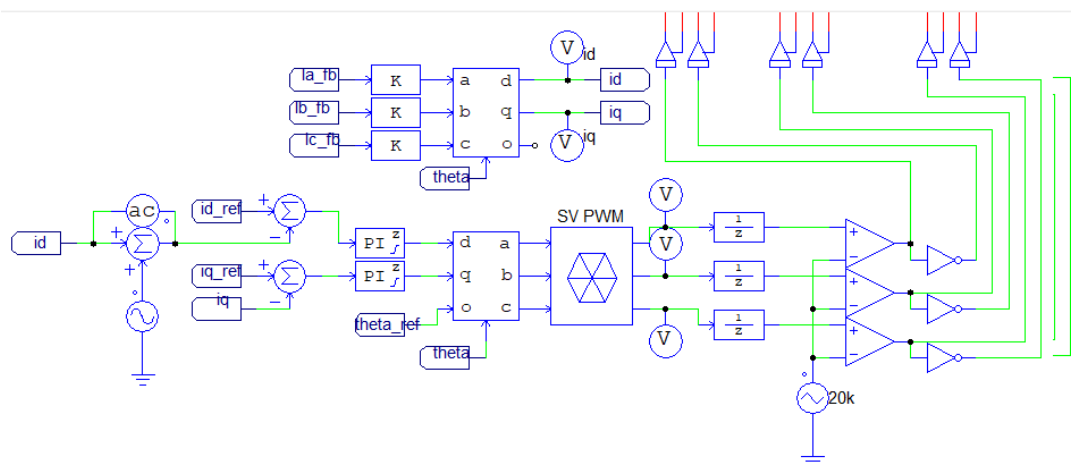 V
id
Ia_fb
K
a
d
id
Ib_fb
K
b
q
iq
Ic_fb
K
c
o
V
iq
theta
ac
id_ref
+
Σ
−
id
+
Σ
+
PI
z
d
a
SV PWM
V
V
1
z
+
−
iq_ref
+
Σ
−
iq
PI
z
q
b
1
z
+
−
theta_ref
o
c
V
1
z
+
−
theta
20k